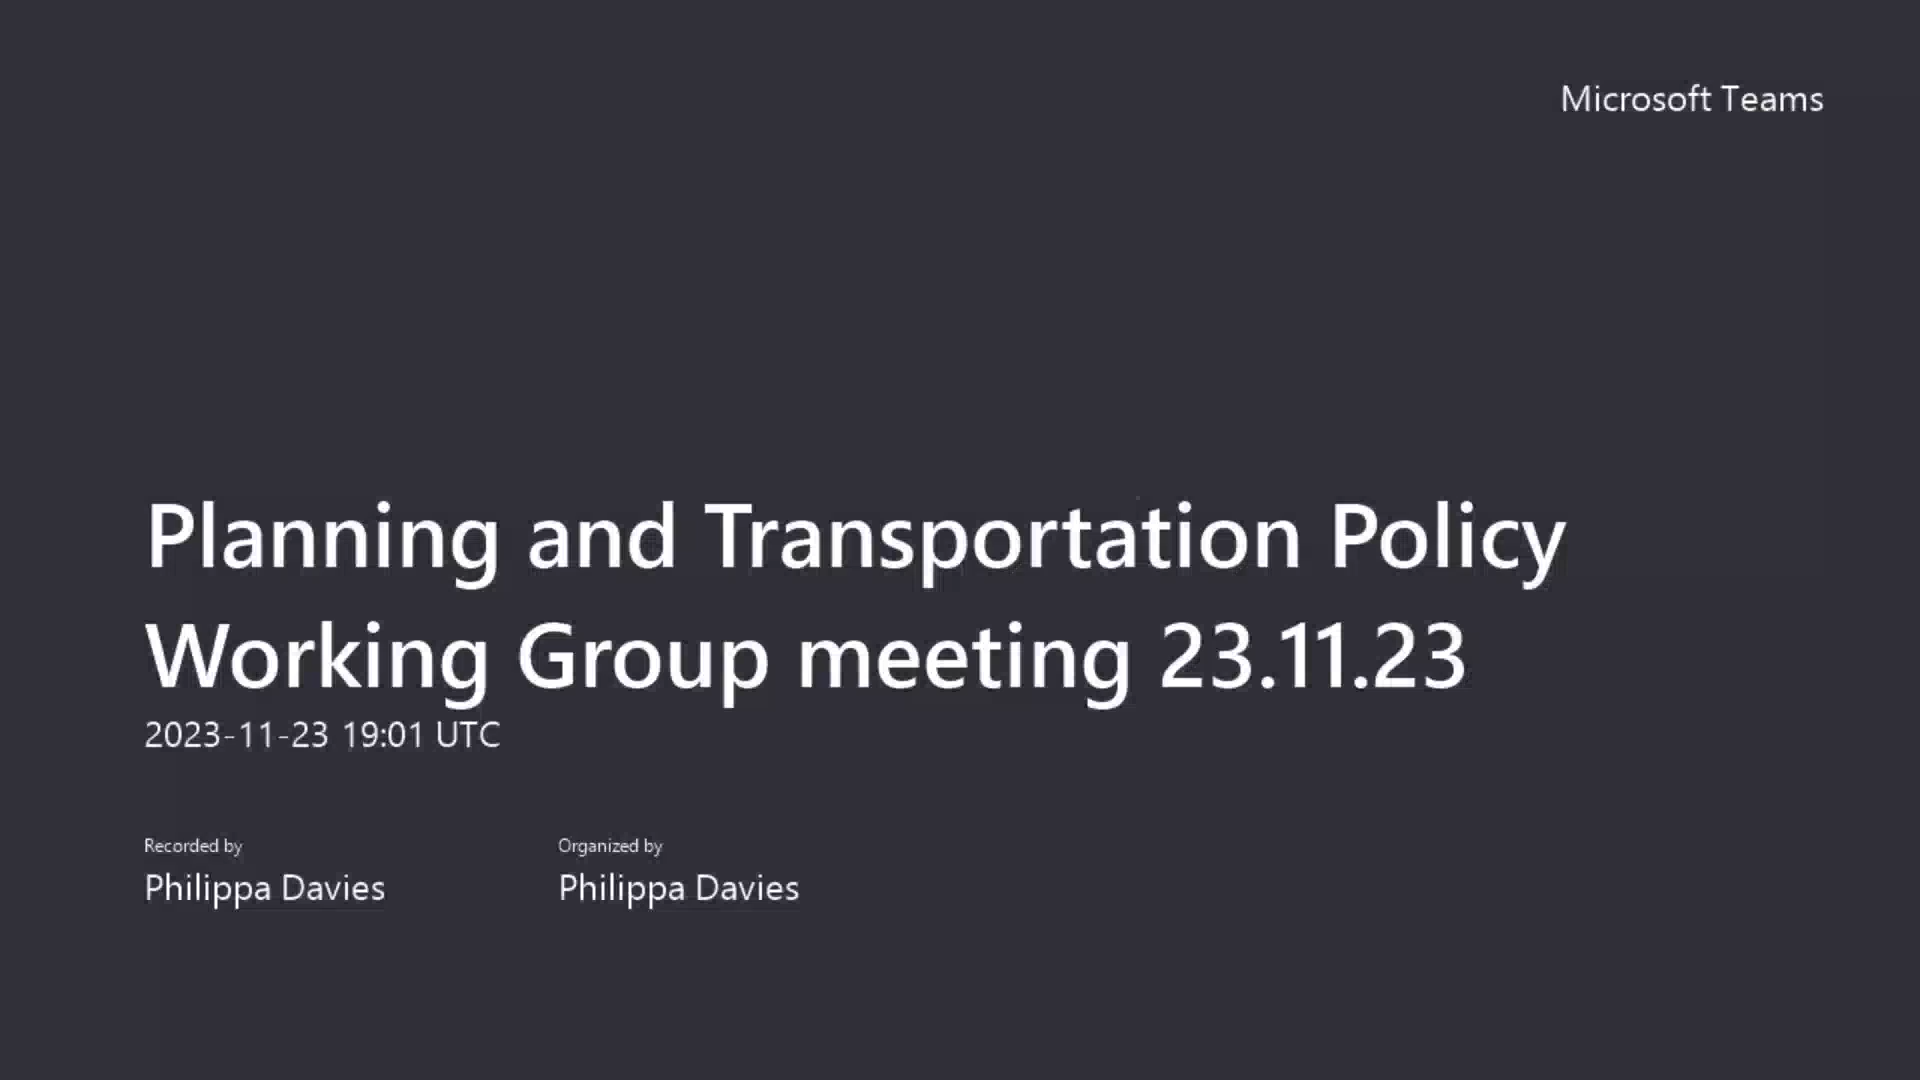 Microsoft Teams
Planning and Transportation Policy
Working Group meeting 23.11.23
2023-11-23 19:01 UTC
Recorded by
Philippa Davies
Organized by
Philippa Davies